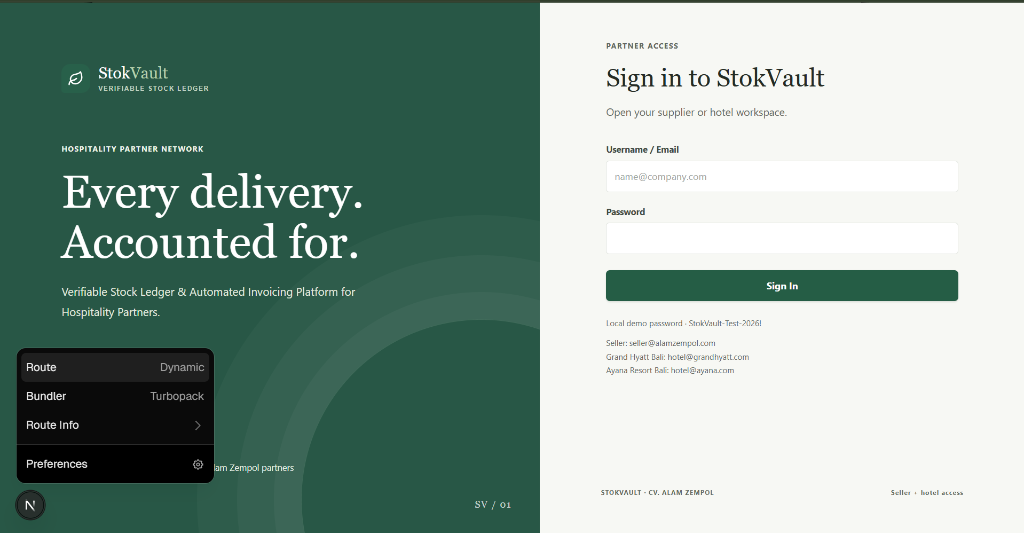 StokVault
VERIFIABLE STOCK LEDGER
HOSPITALITY PARTNER NETWORK
Every delivery.
Accounted for.
Verifiable Stock Ledger & Automated Invoicing Platform for
Hospitality Partners.
Route Dynamic
Bundler Turbopack
Route Info
Preferences
Zempol partners
N
SV / 01
PARTNER ACCESS
Sign in to StokVault
Open your supplier or hotel workspace.
Username / Email
name@company.com
Password
Sign In
Local demo password · StokVault-Test-2026!
Seller: seller@alamzempol.com
Grand Hyatt Bali: hotel@grandhyatt.com
Ayana Resort Bali: hotel@ayana.com
STOKVAULT · CV. ALAM ZEMPOL
Seller + hotel access